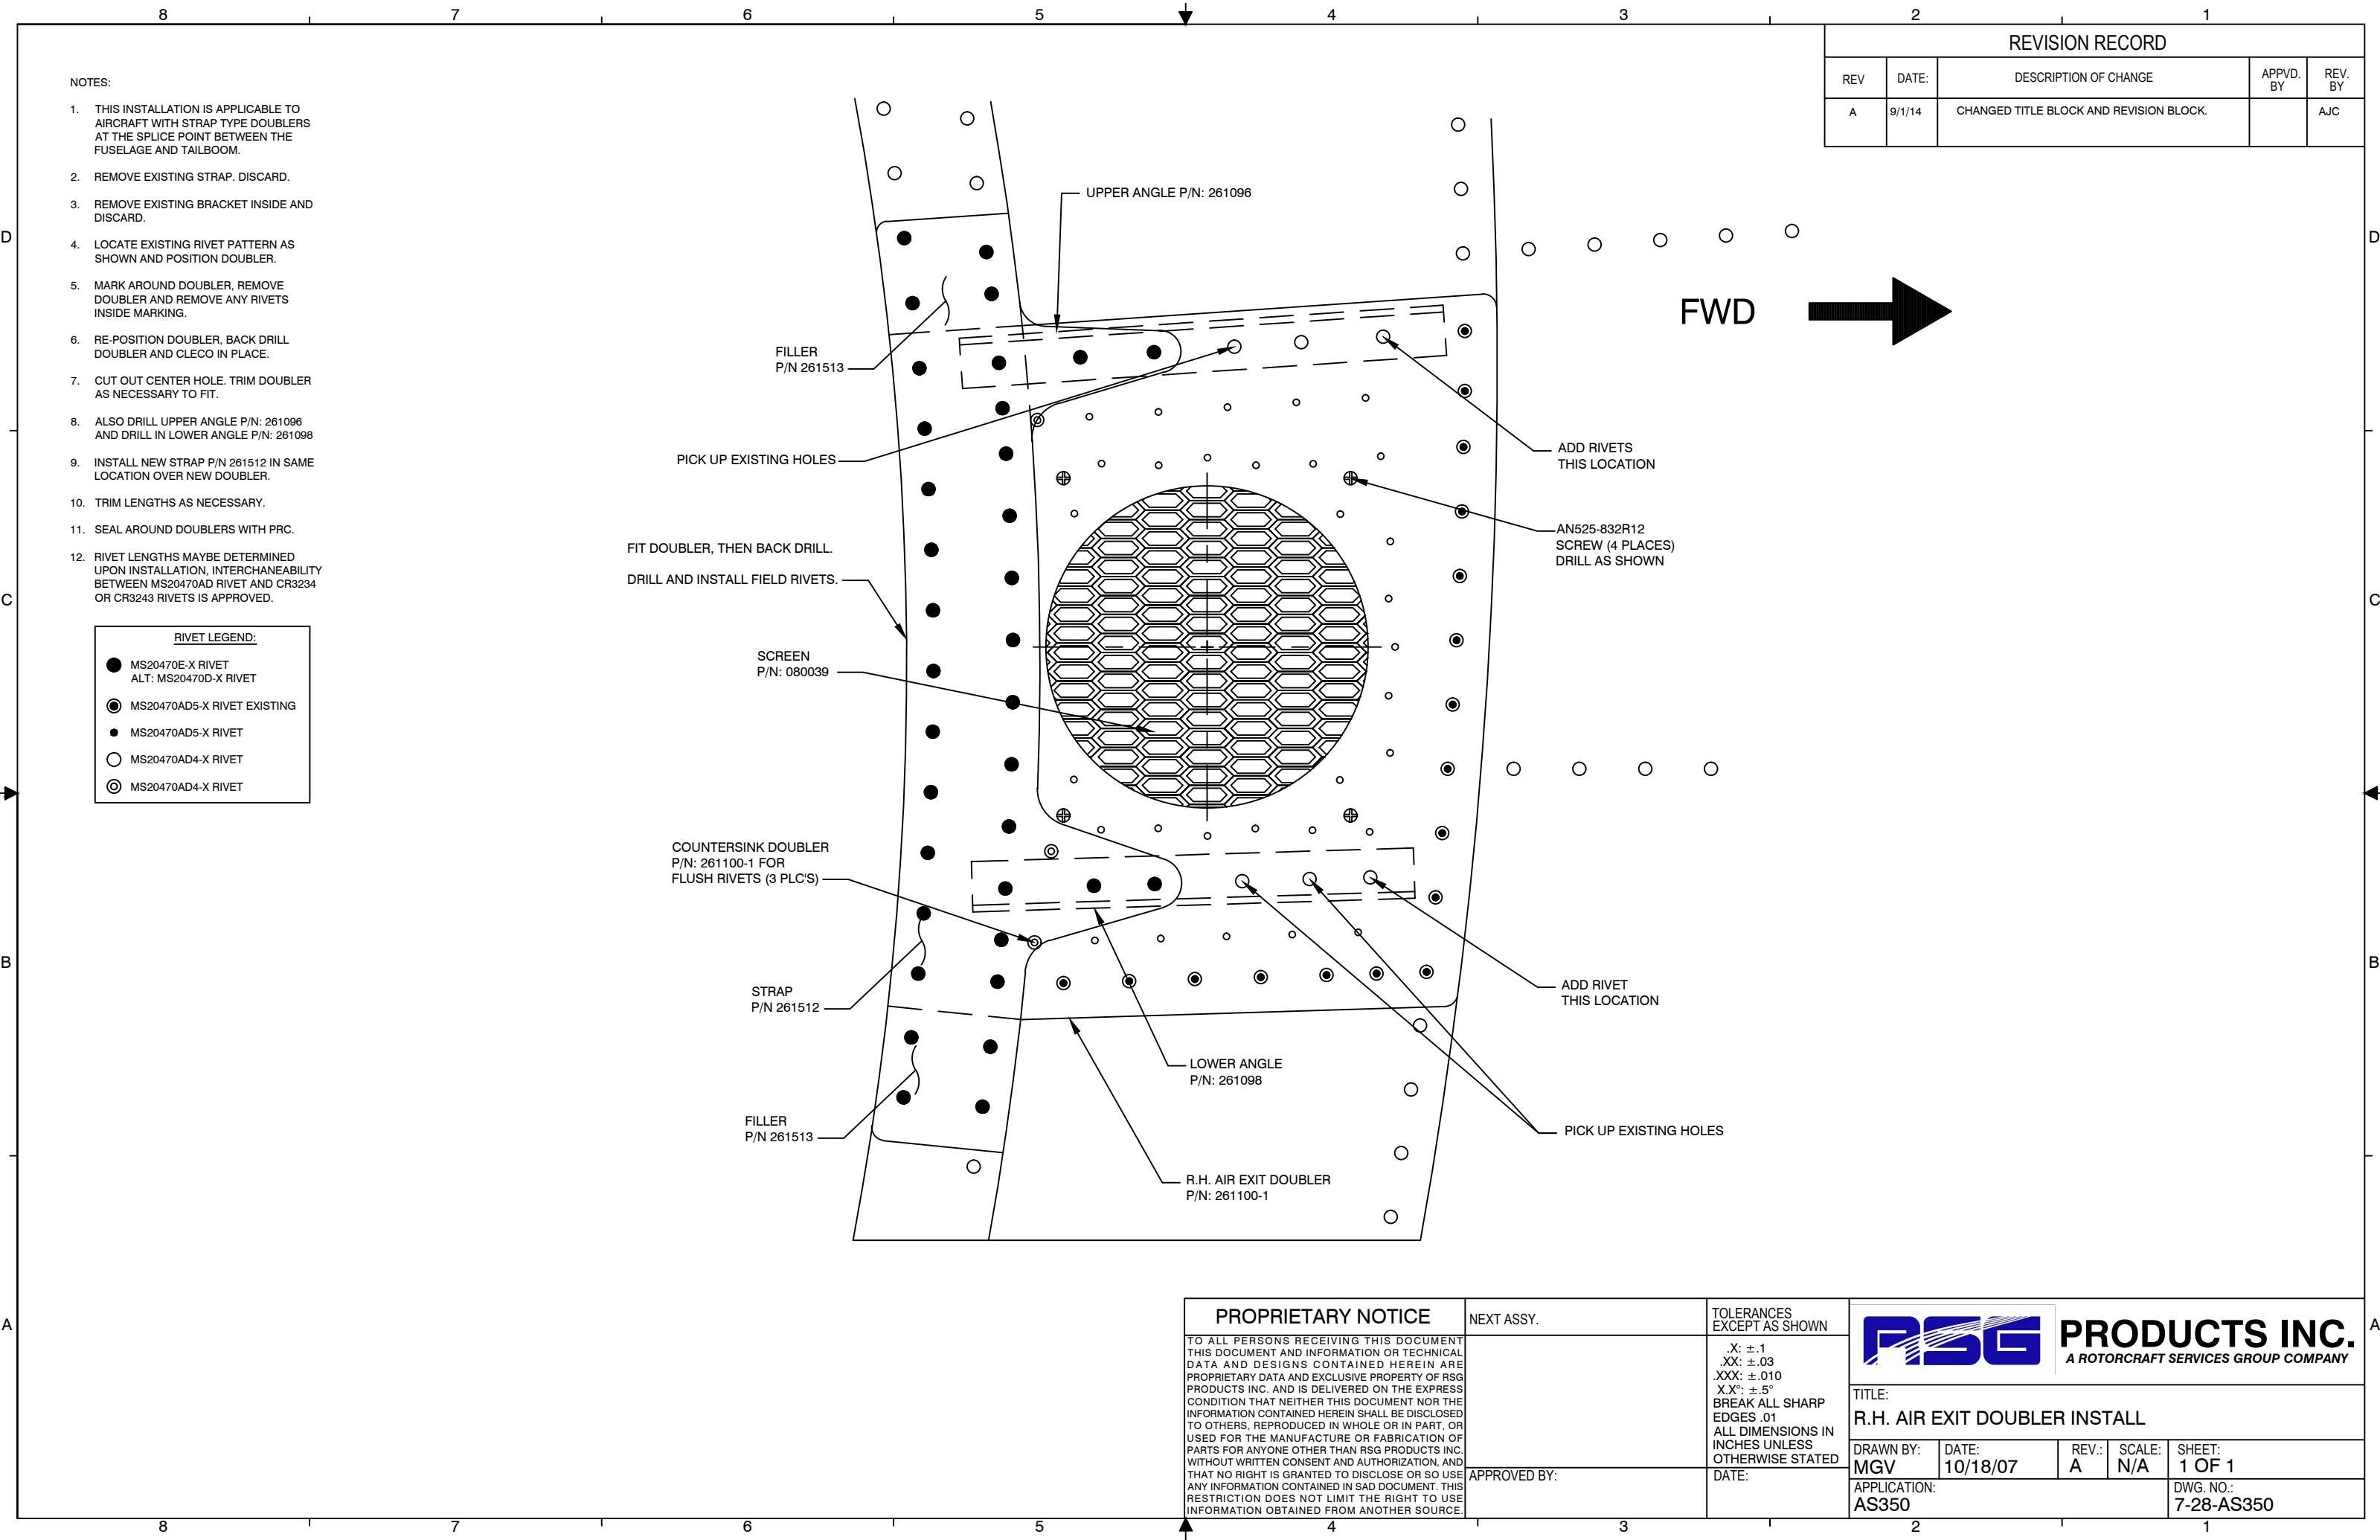 8 7 6 5 4 3 2 1
D
C
B
A
D
C
B
A
REVISION RECORD
REV DATE: DESCRIPTION OF CHANGE APPVD. BY REV. BY
A 9/1/14 CHANGED TITLE BLOCK AND REVISION BLOCK. AJC
NOTES:
1. THIS INSTALLATION IS APPLICABLE TO
AIRCRAFT WITH STRAP TYPE DOUBLERS
AT THE SPLICE POINT BETWEEN THE
FUSELAGE AND TAILBOOM.
2. REMOVE EXISTING STRAP. DISCARD.
3. REMOVE EXISTING BRACKET INSIDE AND
DISCARD.
4. LOCATE EXISTING RIVET PATTERN AS
SHOWN AND POSITION DOUBLER.
5. MARK AROUND DOUBLER, REMOVE
DOUBLER AND REMOVE ANY RIVETS
INSIDE MARKING.
6. RE-POSITION DOUBLER, BACK DRILL
DOUBLER AND CLECO IN PLACE.
7. CUT OUT CENTER HOLE. TRIM DOUBLER
AS NECESSARY TO FIT.
8. ALSO DRILL UPPER ANGLE P/N: 261096
AND DRILL IN LOWER ANGLE P/N: 261098
9. INSTALL NEW STRAP P/N 261512 IN SAME
LOCATION OVER NEW DOUBLER.
10. TRIM LENGTHS AS NECESSARY.
11. SEAL AROUND DOUBLERS WITH PRC.
12. RIVET LENGTHS MAYBE DETERMINED
UPON INSTALLATION, INTERCHANEABILITY
BETWEEN MS20470AD RIVET AND CR3234
OR CR3243 RIVETS IS APPROVED.
RIVET LEGEND:
MS20470E-X RIVET
ALT: MS20470D-X RIVET
MS20470AD5-X RIVET EXISTING
MS20470AD5-X RIVET
MS20470AD4-X RIVET
MS20470AD4-X RIVET
UPPER ANGLE P/N: 261096
FWD
FILLER
P/N 261513
PICK UP EXISTING HOLES
ADD RIVETS
THIS LOCATION
AN525-832R12
SCREW (4 PLACES)
DRILL AS SHOWN
FIT DOUBLER, THEN BACK DRILL.
DRILL AND INSTALL FIELD RIVETS.
SCREEN
P/N: 080039
COUNTERSINK DOUBLER
P/N: 261100-1 FOR
FLUSH RIVETS (3 PLC'S)
STRAP
P/N 261512
ADD RIVET
THIS LOCATION
LOWER ANGLE
P/N: 261098
FILLER
P/N 261513
PICK UP EXISTING HOLES
R.H. AIR EXIT DOUBLER
P/N: 261100-1
PROPRIETARY NOTICE
TO ALL PERSONS RECEIVING THIS DOCUMENT
THIS DOCUMENT AND INFORMATION OR TECHNICAL
DATA AND DESIGNS CONTAINED HEREIN ARE
PROPRIETARY DATA AND EXCLUSIVE PROPERTY OF RSG
PRODUCTS INC. AND IS DELIVERED ON THE EXPRESS
CONDITION THAT NEITHER THIS DOCUMENT NOR THE
INFORMATION CONTAINED HEREIN SHALL BE DISCLOSED
TO OTHERS, REPRODUCED IN WHOLE OR IN PART, OR
USED FOR THE MANUFACTURE OR FABRICATION OF
PARTS FOR ANYONE OTHER THAN RSG PRODUCTS INC.
WITHOUT WRITTEN CONSENT AND AUTHORIZATION, AND
THAT NO RIGHT IS GRANTED TO DISCLOSE OR SO USE
ANY INFORMATION CONTAINED IN SAD DOCUMENT. THIS
RESTRICTION DOES NOT LIMIT THE RIGHT TO USE
INFORMATION OBTAINED FROM ANOTHER SOURCE.
NEXT ASSY.
APPROVED BY:
TOLERANCES
EXCEPT AS SHOWN
.X: ±.1
.XX: ±.03
.XXX: ±.010
X.X°: ±.5°
BREAK ALL SHARP
EDGES .01
ALL DIMENSIONS IN
INCHES UNLESS
OTHERWISE STATED
DATE:
RSG PRODUCTS INC.
A ROTORCRAFT SERVICES GROUP COMPANY
TITLE:
R.H. AIR EXIT DOUBLER INSTALL
DRAWN BY: DATE: REV.: SCALE: SHEET:
MGV 10/18/07 A N/A 1 OF 1
APPLICATION: DWG. NO.:
AS350 7-28-AS350
8 7 6 5 4 3 2 1